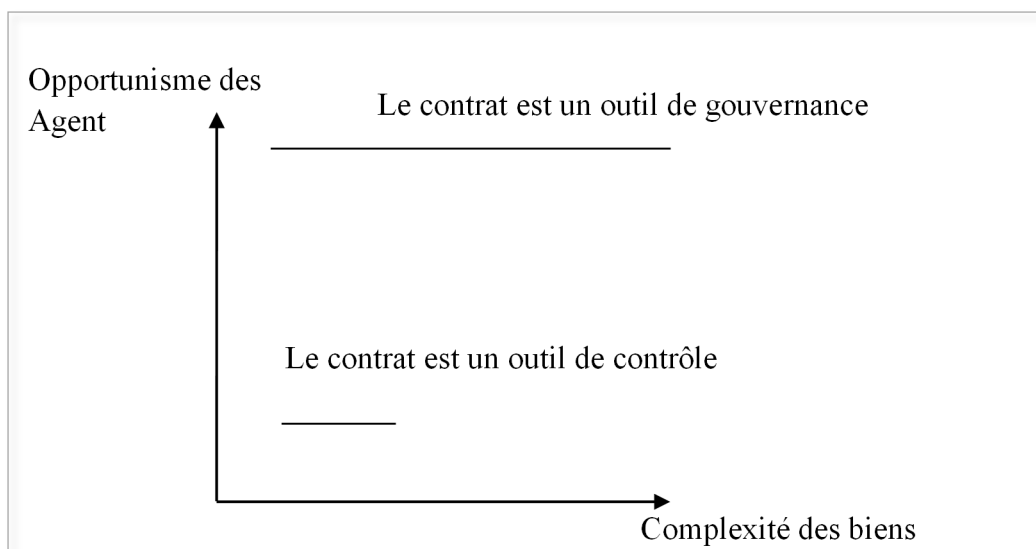 Opportunisme des
Agent
Le contrat est un outil de gouvernance
Le contrat est un outil de contrôle
Complexité des biens